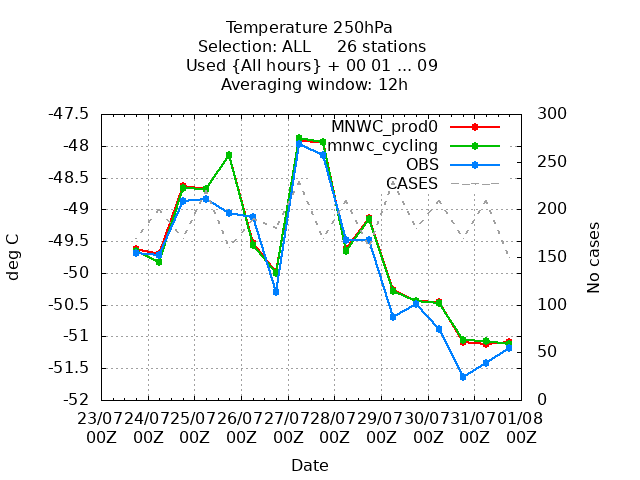 Temperature 250hPa
Selection: ALL 26 stations
Used {All hours} + 00 01 ... 09
Averaging window: 12h
MNWC_prod0
mnwc_cycling
OBS
CASES
-47.5
-48
-48.5
-49
-49.5
-50
-50.5
-51
-51.5
-52
deg C
300
250
200
150
100
50
0
No cases
23/07 24/07 25/07 26/07 27/07 28/07 29/07 30/07 31/07 01/08
00Z 00Z 00Z 00Z 00Z 00Z 00Z 00Z 00Z 00Z
Date